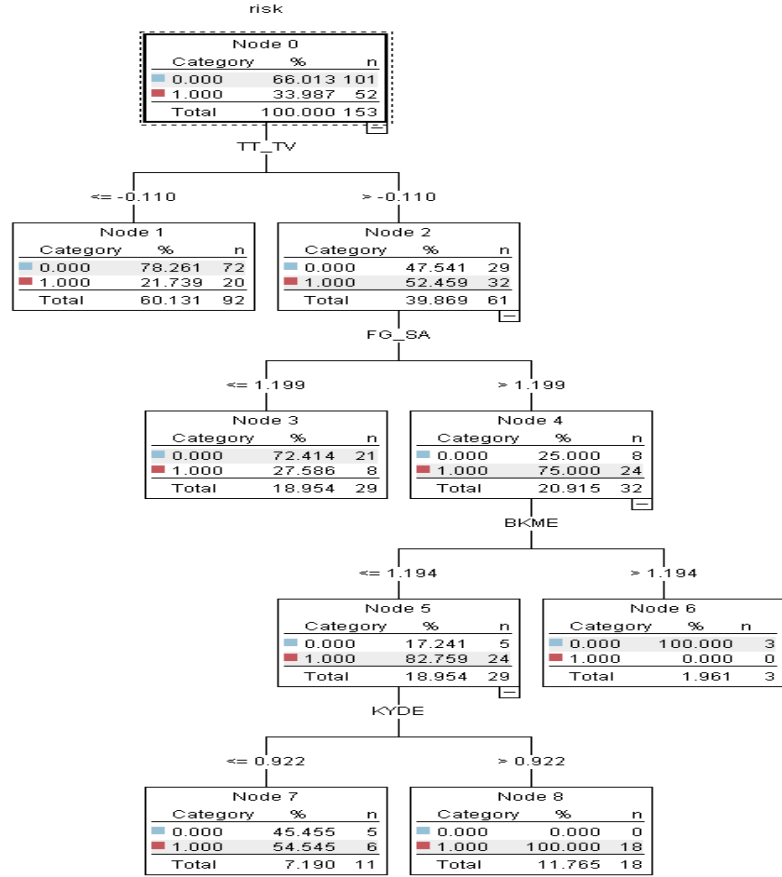 risk
Node 0
Category % n
0.000 66.013 101
1.000 33.987 52
Total 100.000 153
TT_TV
<= -0.110 > -0.110
Node 1
Category % n
0.000 78.261 72
1.000 21.739 20
Total 60.131 92
Node 2
Category % n
0.000 47.541 29
1.000 52.459 32
Total 39.869 61
FG_SA
<= 1.199 > 1.199
Node 3
Category % n
0.000 72.414 21
1.000 27.586 8
Total 18.954 29
Node 4
Category % n
0.000 25.000 8
1.000 75.000 24
Total 20.915 32
BKME
<= 1.194 > 1.194
Node 5
Category % n
0.000 17.241 5
1.000 82.759 24
Total 18.954 29
Node 6
Category % n
0.000 100.000 3
1.000 0.000 0
Total 1.961 3
KYDE
<= 0.922 > 0.922
Node 7
Category % n
0.000 45.455 5
1.000 54.545 6
Total 7.190 11
Node 8
Category % n
0.000 0.000 0
1.000 100.000 18
Total 11.765 18